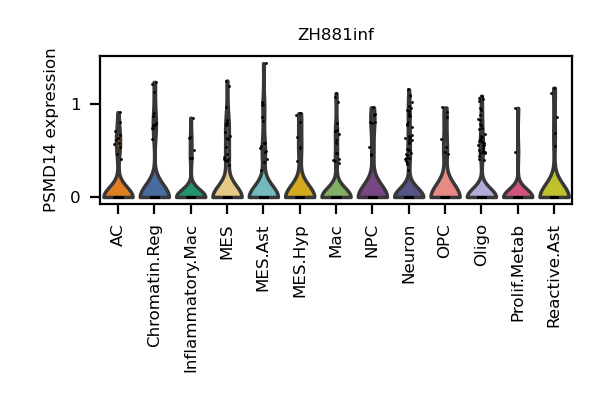 ZH881inf
PSMD14 expression
1
0
AC
Chromatin.Reg
Inflammatory.Mac
MES
MES.Ast
MES.Hyp
Mac
NPC
Neuron
OPC
Oligo
Prolif.Metab
Reactive.Ast